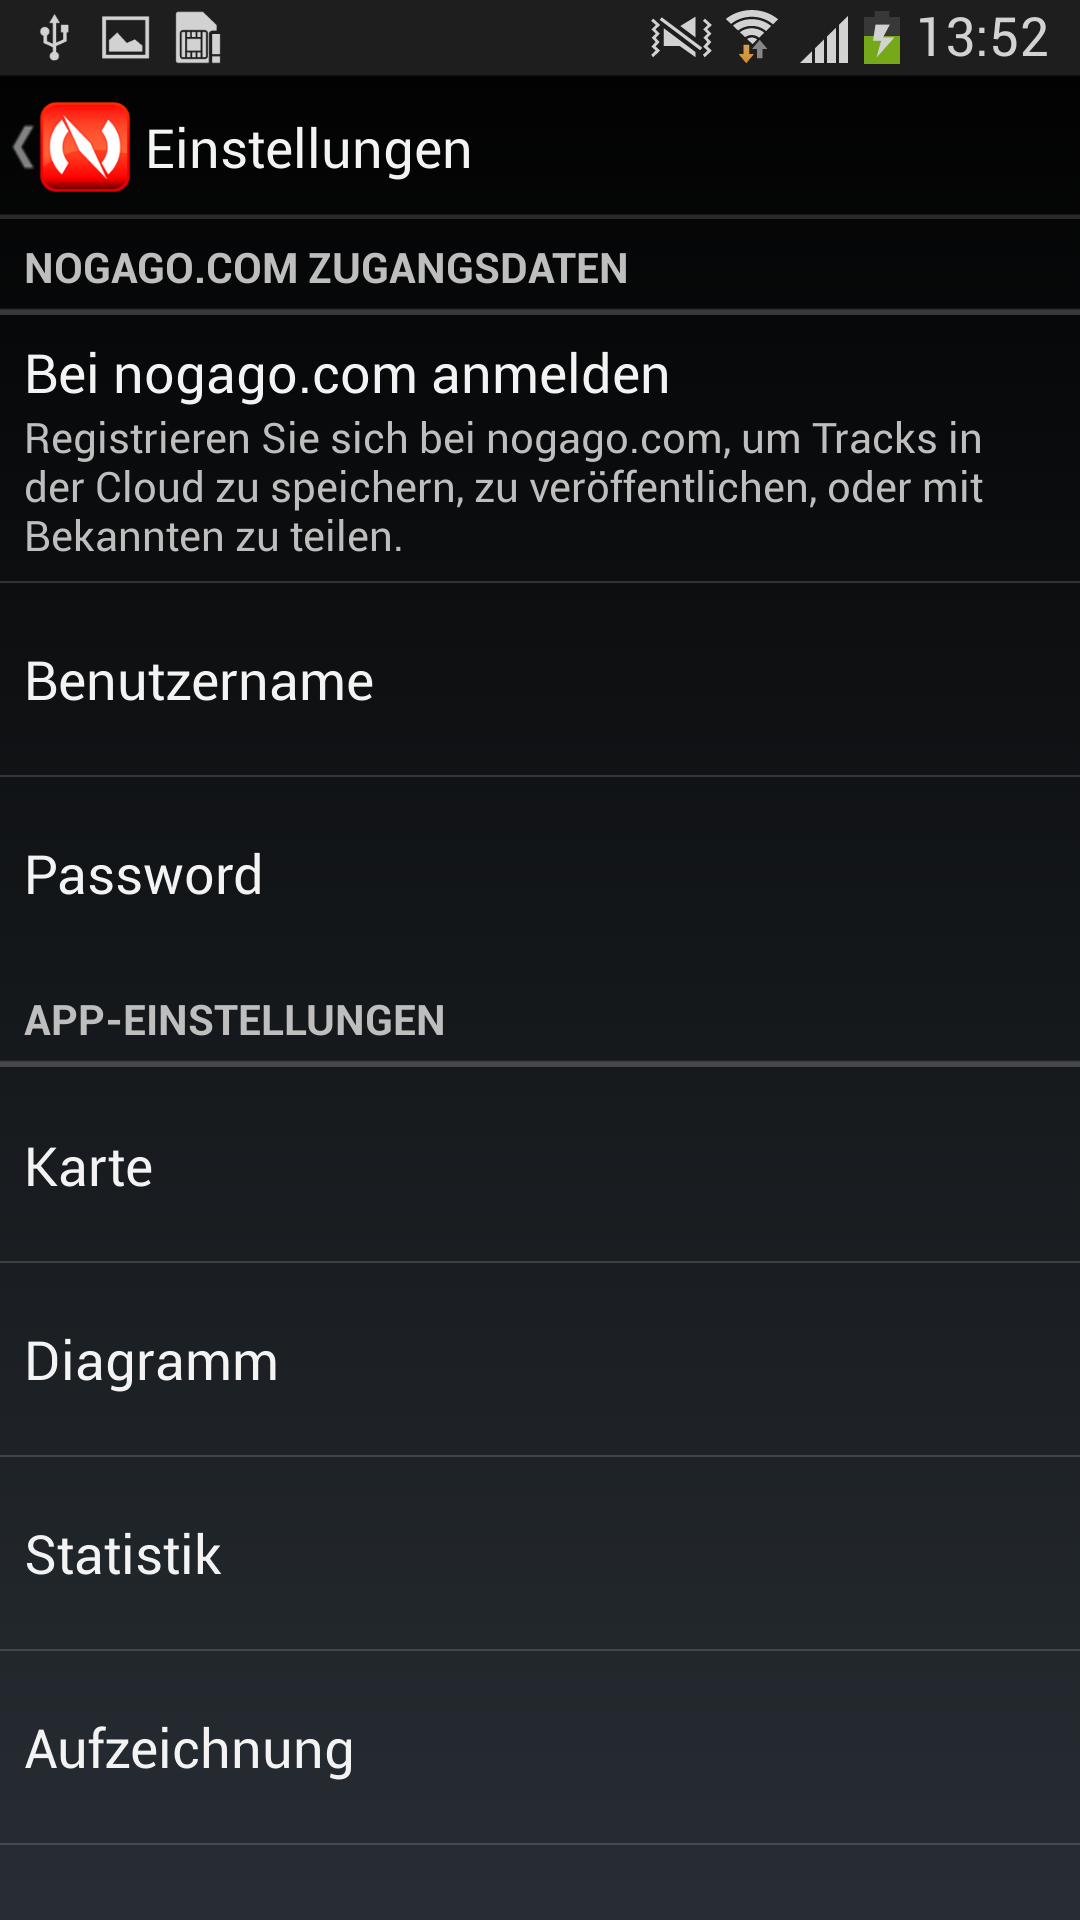 13:52
Einstellungen
NOGAGO.COM ZUGANGSDATEN
Bei nogago.com anmelden
Registrieren Sie sich bei nogago.com, um Tracks in
der Cloud zu speichern, zu veröffentlichen, oder mit
Bekannten zu teilen.
Benutzername
Password
APP-EINSTELLUNGEN
Karte
Diagramm
Statistik
Aufzeichnung